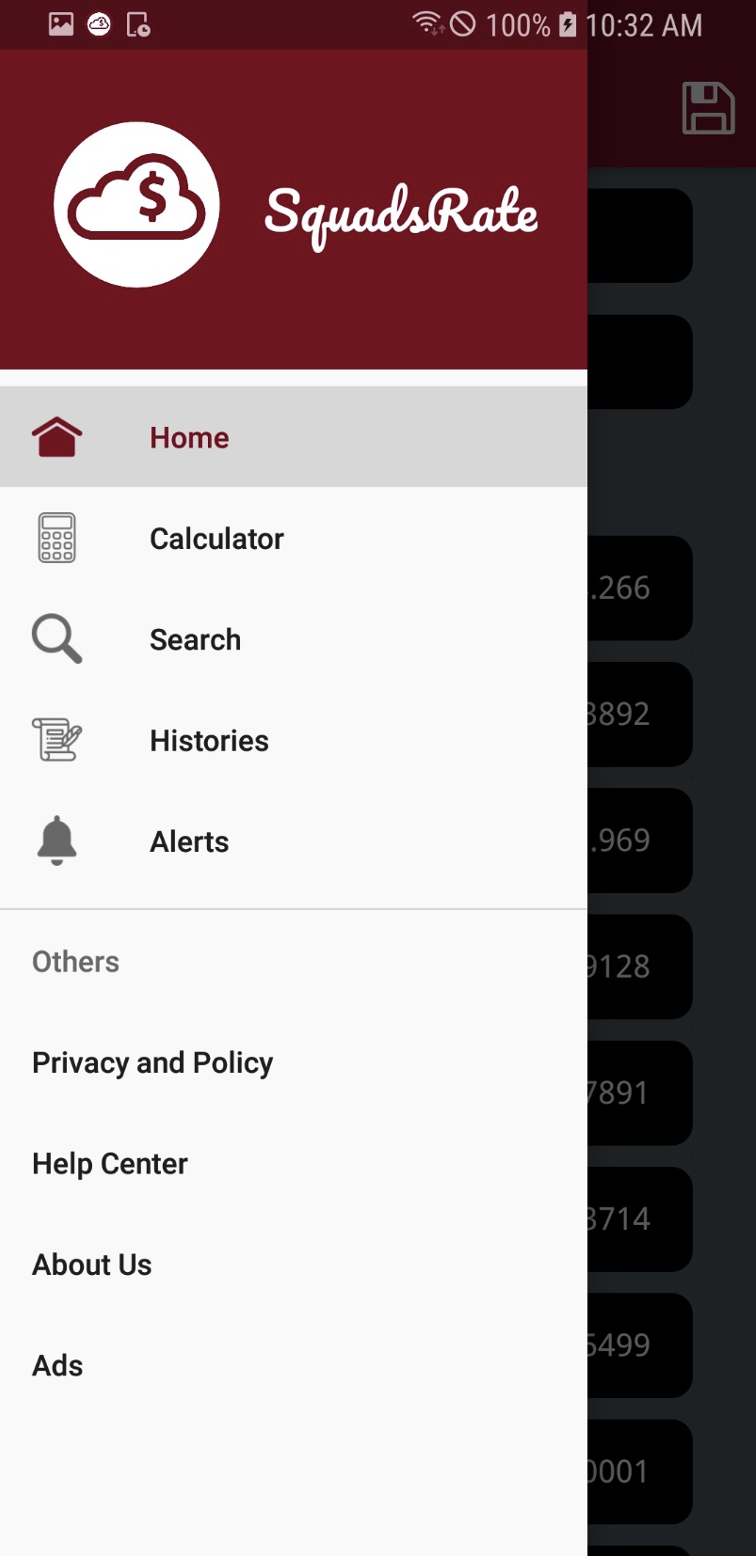 100% 10:32 AM
$
SquadsRate
Home
Calculator
.266
Search
3892
Histories
.969
Alerts
9128
Others
Privacy and Policy
7891
Help Center
3714
About Us
5499
Ads
0001